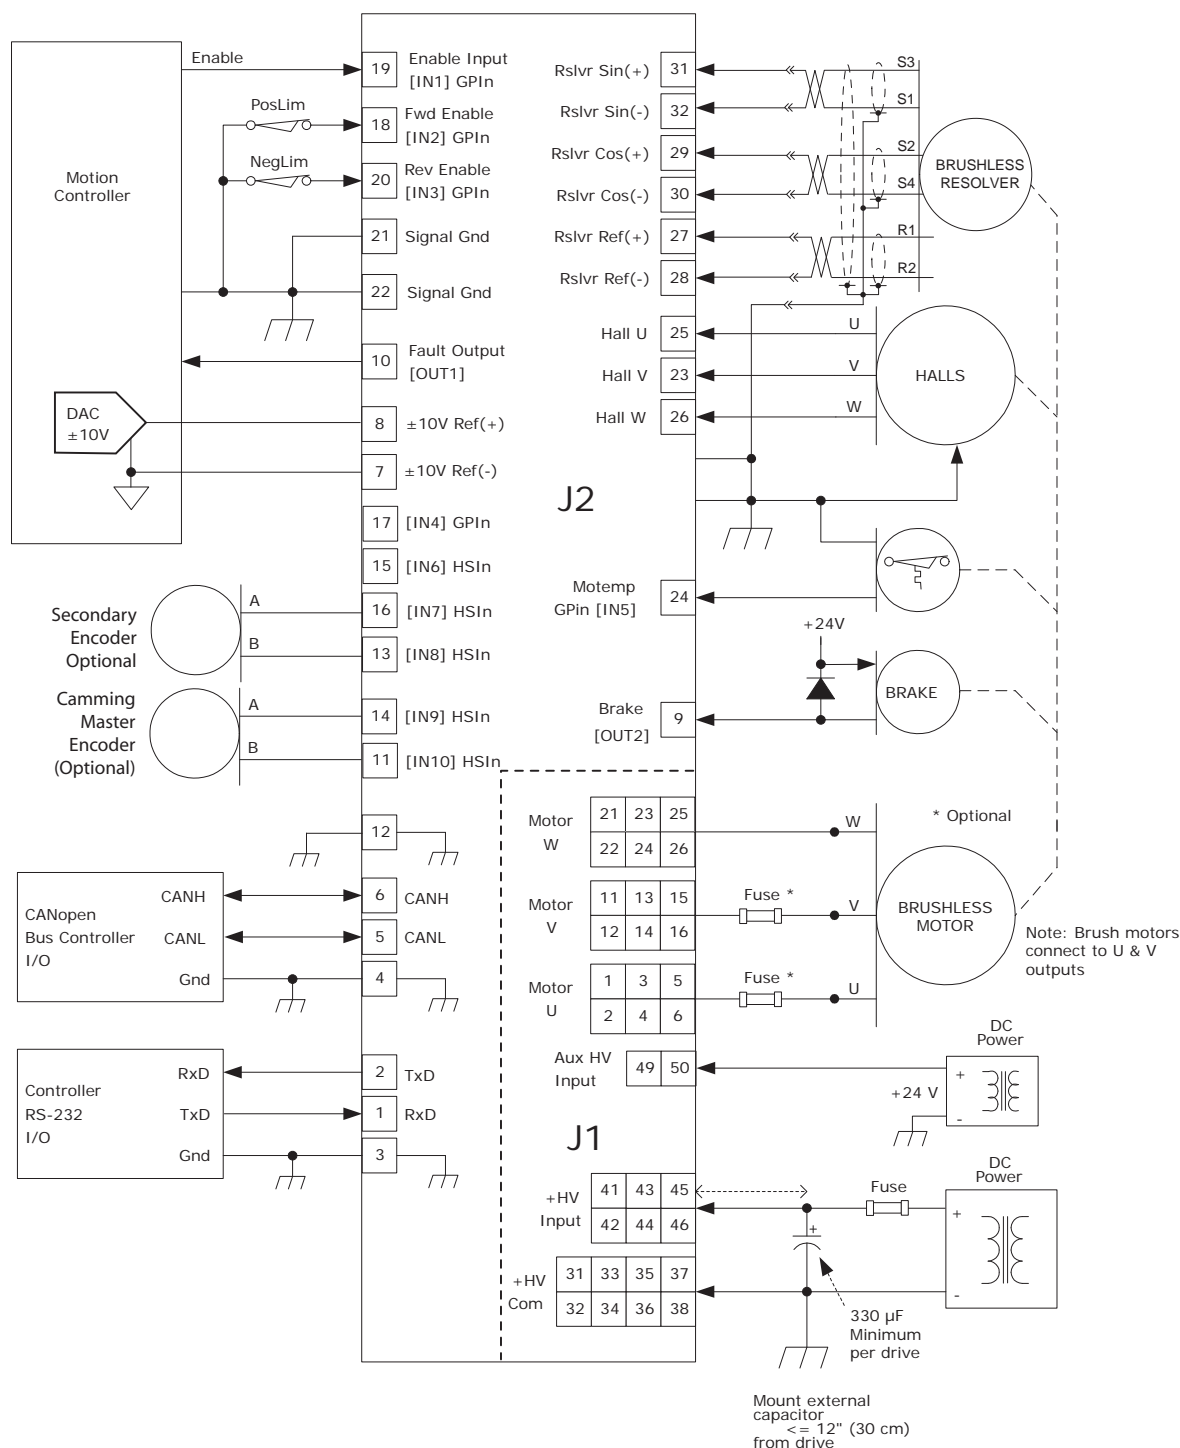 Motion
Controller
Enable
PosLim
NegLim
DAC
±10V
19
Enable Input
[IN1] GPIn
18
Fwd Enable
[IN2] GPIn
20
Rev Enable
[IN3] GPIn
21
Signal Gnd
22
Signal Gnd
10
Fault Output
[OUT1]
8
±10V Ref(+)
7
±10V Ref(-)
17
[IN4] GPIn
15
[IN6] HSIn
16
[IN7] HSIn
13
[IN8] HSIn
14
[IN9] HSIn
11
[IN10] HSIn
Secondary
Encoder
Optional
A
B
Camming
Master
Encoder
(Optional)
A
B
12
CANopen
Bus Controller
I/O
CANH
CANL
Gnd
6
CANH
5
CANL
4
Controller
RS-232
I/O
RxD
TxD
Gnd
2
TxD
1
RxD
3
J2
Rslvr Sin(+)
31
Rslvr Sin(-)
32
Rslvr Cos(+)
29
Rslvr Cos(-)
30
Rslvr Ref(+)
27
Rslvr Ref(-)
28
S3
S1
S2
S4
R1
R2
BRUSHLESS
RESOLVER
Hall U
25
Hall V
23
Hall W
26
U
V
W
HALLS
Motemp
GPin [IN5]
24
+24V
Brake
[OUT2]
9
BRAKE
Motor
W
21 23 25
22 24 26
W
* Optional
Motor
V
11 13 15
12 14 16
Fuse *
V
BRUSHLESS
MOTOR
Note: Brush motors
connect to U & V
outputs
Motor
U
1 3 5
2 4 6
Fuse *
U
Aux HV
Input
49 50
DC
Power
+24 V
+
-
J1
+HV
Input
41 43 45
42 44 46
Fuse
DC
Power
+
-
+
+HV
Com
31 33 35 37
32 34 36 38
330 µF
Minimum
per drive
Mount external
capacitor
<= 12" (30 cm)
from drive